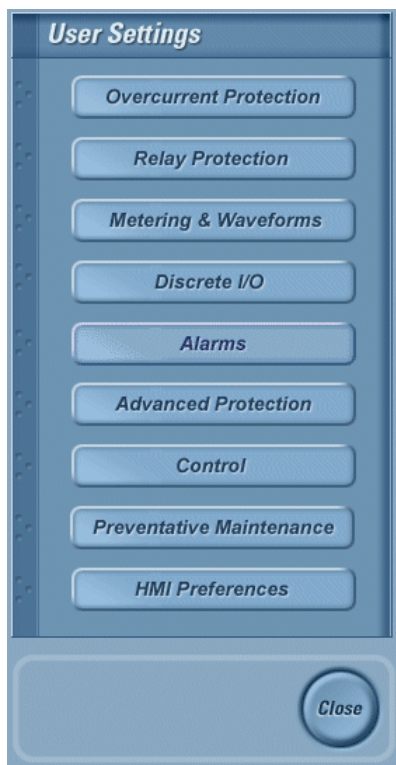 User Settings
Overcurrent Protection
Relay Protection
Metering & Waveforms
Discrete I/O
Alarms
Advanced Protection
Control
Preventative Maintenance
HMI Preferences
Close